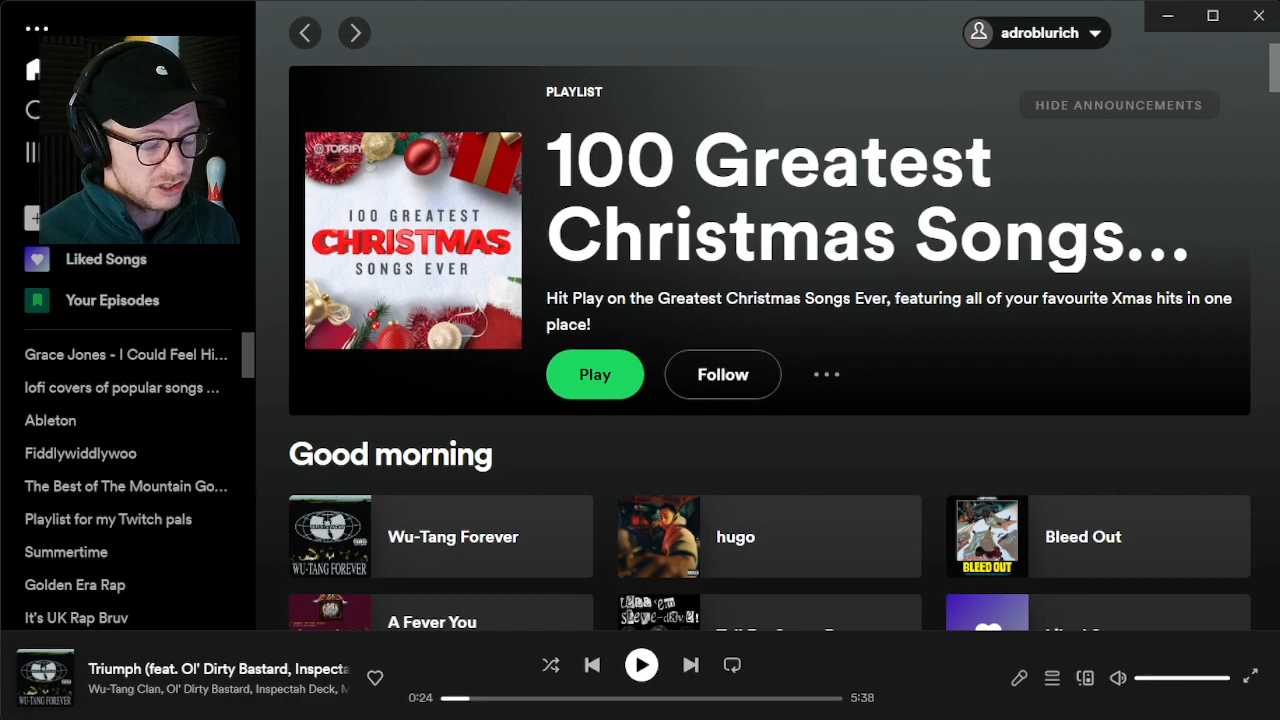 adroblurich
PLAYLIST
HIDE ANNOUNCEMENTS
100 Greatest
Christmas Songs...
TOPSIFY
100 GREATEST
CHRISTMAS
SONGS EVER
Hit Play on the Greatest Christmas Songs Ever, featuring all of your favourite Xmas hits in one
place!
Play
Follow
Liked Songs
Your Episodes
Grace Jones - I Could Feel Hi...
lofi covers of popular songs ...
Ableton
Fiddlywiddlywoo
The Best of The Mountain Go...
Playlist for my Twitch pals
Summertime
Golden Era Rap
It's UK Rap Bruv
Good morning
WU-TANG FOREVER
Wu-Tang Forever
hugo
BLEED OUT
Bleed Out
A Fever You
WU-TANG FOREVER
Triumph (feat. Ol' Dirty Bastard, Inspecta
Wu-Tang Clan, Ol' Dirty Bastard, Inspectah Deck, M
0:24
5:38